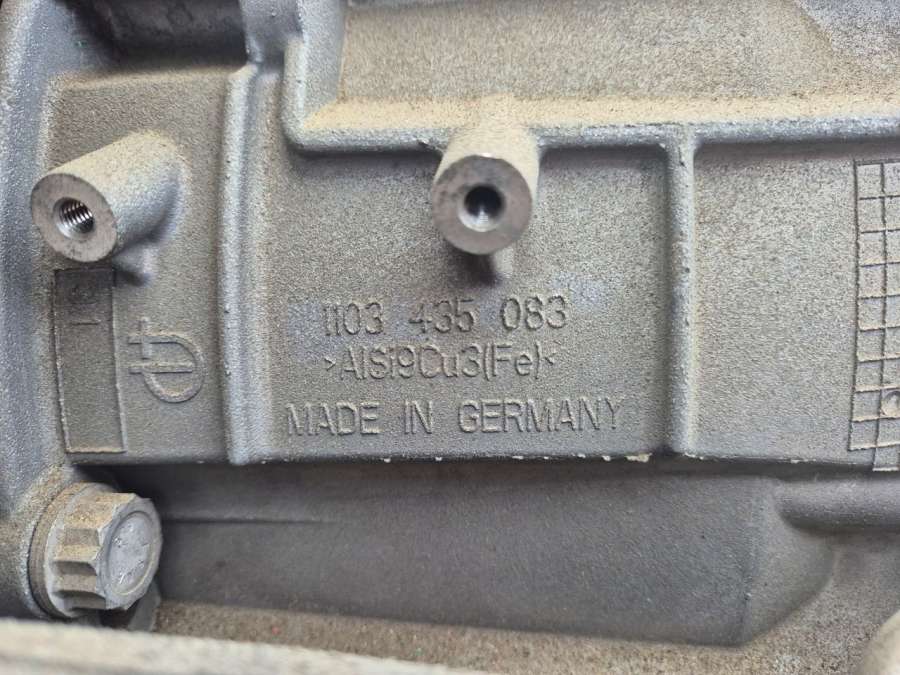 1103 435 083
>AlSi9Cu3(Fe)<
MADE IN GERMANY